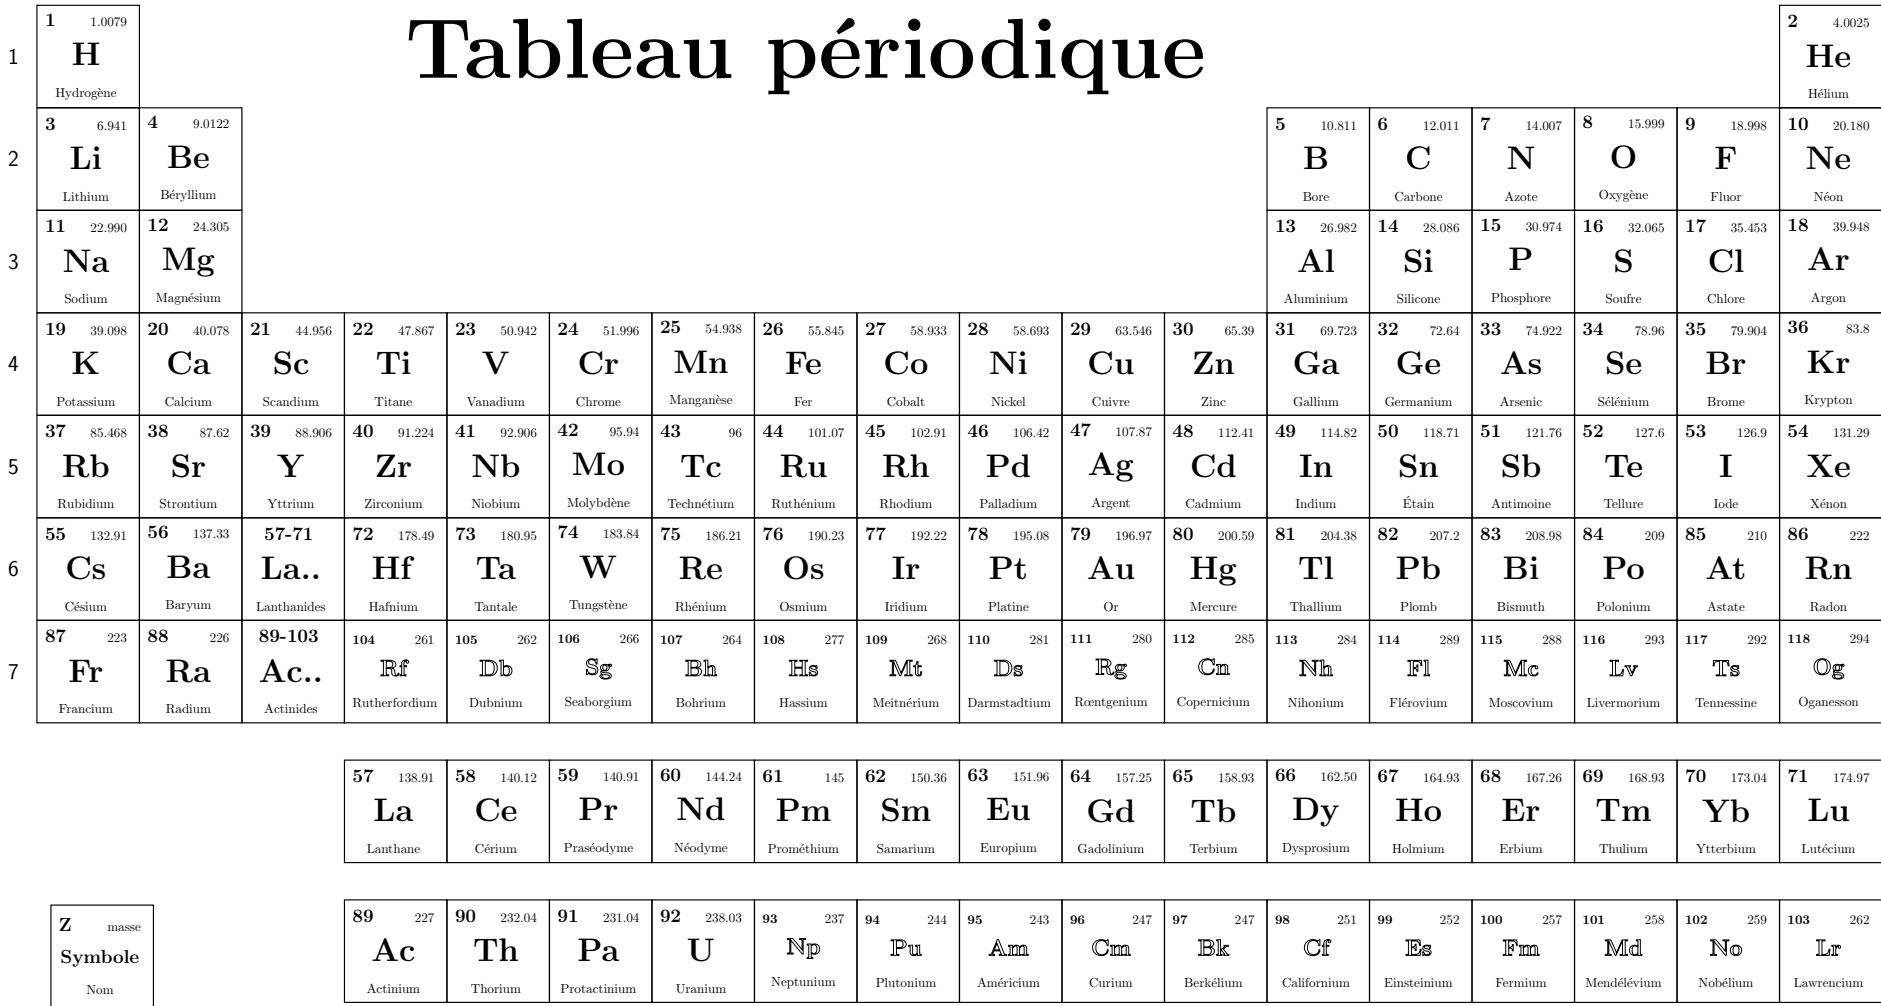 Tableau périodique
1
1 1.0079
H
Hydrogène
2 4.0025
He
Hélium
2
3 6.941
Li
Lithium
4 9.0122
Be
Béryllium
5 10.811
B
Bore
6 12.011
C
Carbone
7 14.007
N
Azote
8 15.999
O
Oxygène
9 18.998
F
Fluor
10 20.180
Ne
Néon
3
11 22.990
Na
Sodium
12 24.305
Mg
Magnésium
13 26.982
Al
Aluminium
14 28.086
Si
Silicone
15 30.974
P
Phosphore
16 32.065
S
Soufre
17 35.453
Cl
Chlore
18 39.948
Ar
Argon
4
19 39.098
K
Potassium
20 40.078
Ca
Calcium
21 44.956
Sc
Scandium
22 47.867
Ti
Titane
23 50.942
V
Vanadium
24 51.996
Cr
Chrome
25 54.938
Mn
Manganèse
26 55.845
Fe
Fer
27 58.933
Co
Cobalt
28 58.693
Ni
Nickel
29 63.546
Cu
Cuivre
30 65.39
Zn
Zinc
31 69.723
Ga
Gallium
32 72.64
Ge
Germanium
33 74.922
As
Arsenic
34 78.96
Se
Sélénium
35 79.904
Br
Brome
36 83.8
Kr
Krypton
5
37 85.468
Rb
Rubidium
38 87.62
Sr
Strontium
39 88.906
Y
Yttrium
40 91.224
Zr
Zirconium
41 92.906
Nb
Niobium
42 95.94
Mo
Molybdène
43 96
Tc
Technétium
44 101.07
Ru
Ruthénium
45 102.91
Rh
Rhodium
46 106.42
Pd
Palladium
47 107.87
Ag
Argent
48 112.41
Cd
Cadmium
49 114.82
In
Indium
50 118.71
Sn
Étain
51 121.76
Sb
Antimoine
52 127.6
Te
Tellure
53 126.9
I
Iode
54 131.29
Xe
Xénon
6
55 132.91
Cs
Césium
56 137.33
Ba
Baryum
57-71
La..
Lanthanides
72 178.49
Hf
Hafnium
73 180.95
Ta
Tantale
74 183.84
W
Tungstène
75 186.21
Re
Rhénium
76 190.23
Os
Osmium
77 192.22
Ir
Iridium
78 195.08
Pt
Platine
79 196.97
Au
Or
80 200.59
Hg
Mercure
81 204.38
Tl
Thallium
82 207.2
Pb
Plomb
83 208.98
Bi
Bismuth
84 209
Po
Polonium
85 210
At
Astate
86 222
Rn
Radon
7
87 223
Fr
Francium
88 226
Ra
Radium
89-103
Ac..
Actinides
104 261
Rf
Rutherfordium
105 262
Db
Dubnium
106 266
Sg
Seaborgium
107 264
Bh
Bohrium
108 277
Hs
Hassium
109 268
Mt
Meitnérium
110 281
Ds
Darmstadtium
111 280
Rg
Rœntgenium
112 285
Cn
Copernicium
113 284
Nh
Nihonium
114 289
Fl
Flérovium
115 288
Mc
Moscovium
116 293
Lv
Livermorium
117 292
Ts
Tennessine
118 294
Og
Oganesson
57 138.91
La
Lanthane
58 140.12
Ce
Cérium
59 140.91
Pr
Praséodyme
60 144.24
Nd
Néodyme
61 145
Pm
Prométhium
62 150.36
Sm
Samarium
63 151.96
Eu
Europium
64 157.25
Gd
Gadolinium
65 158.93
Tb
Terbium
66 162.50
Dy
Dysprosium
67 164.93
Ho
Holmium
68 167.26
Er
Erbium
69 168.93
Tm
Thulium
70 173.04
Yb
Ytterbium
71 174.97
Lu
Lutécium
Z masse
Symbole
Nom
89 227
Ac
Actinium
90 232.04
Th
Thorium
91 231.04
Pa
Protactinium
92 238.03
U
Uranium
93 237
Np
Neptunium
94 244
Pu
Plutonium
95 243
Am
Américium
96 247
Cm
Curium
97 247
Bk
Berkélium
98 251
Cf
Californium
99 252
Es
Einsteinium
100 257
Fm
Fermium
101 258
Md
Mendélévium
102 259
No
Nobélium
103 262
Lr
Lawrencium